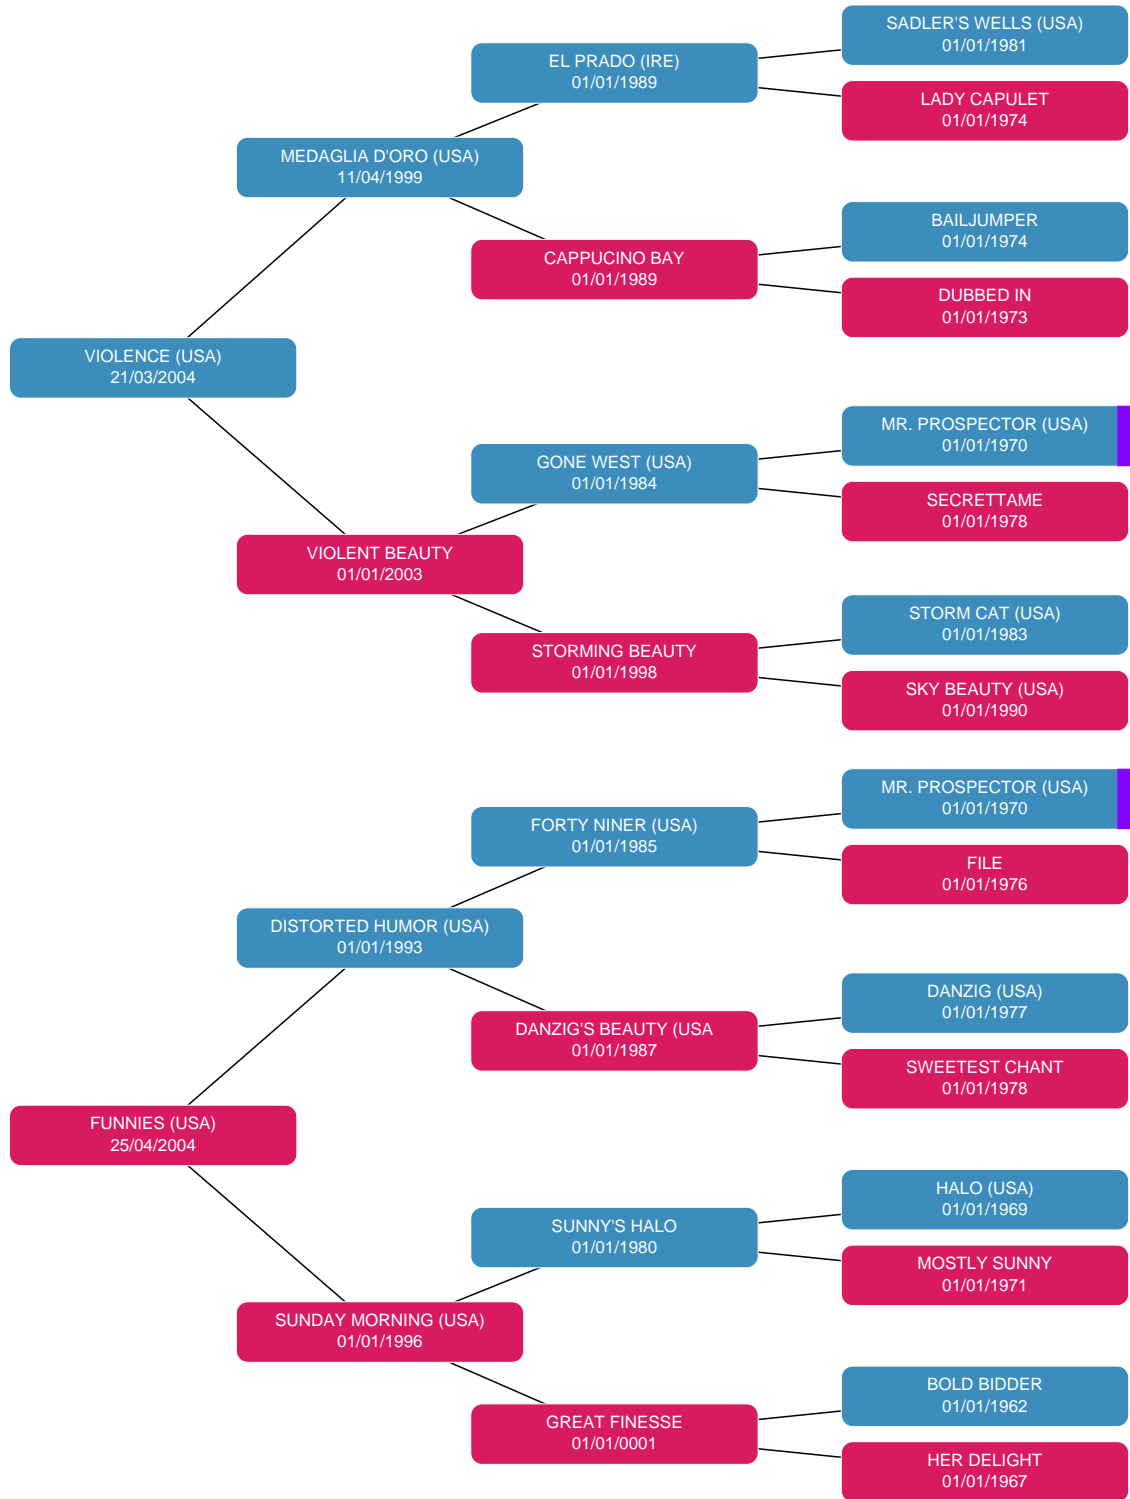 SADLER'S WELLS (USA)
01/01/1981
EL PRADO (IRE)
01/01/1989
LADY CAPULET
01/01/1974
MEDAGLIA D'ORO (USA)
11/04/1999
BAILJUMPER
01/01/1974
CAPPUCINO BAY
01/01/1989
DUBBED IN
01/01/1973
VIOLENCE (USA)
21/03/2004
MR. PROSPECTOR (USA)
01/01/1970
GONE WEST (USA)
01/01/1984
SECRETTAME
01/01/1978
VIOLENT BEAUTY
01/01/2003
STORM CAT (USA)
01/01/1983
STORMING BEAUTY
01/01/1998
SKY BEAUTY (USA)
01/01/1990
MR. PROSPECTOR (USA)
01/01/1970
FORTY NINER (USA)
01/01/1985
FILE
01/01/1976
DISTORTED HUMOR (USA)
01/01/1993
DANZIG (USA)
01/01/1977
DANZIG'S BEAUTY (USA
01/01/1987
SWEETEST CHANT
01/01/1978
FUNNIES (USA)
25/04/2004
HALO (USA)
01/01/1969
SUNNY'S HALO
01/01/1980
MOSTLY SUNNY
01/01/1971
SUNDAY MORNING (USA)
01/01/1996
BOLD BIDDER
01/01/1962
GREAT FINESSE
01/01/0001
HER DELIGHT
01/01/1967